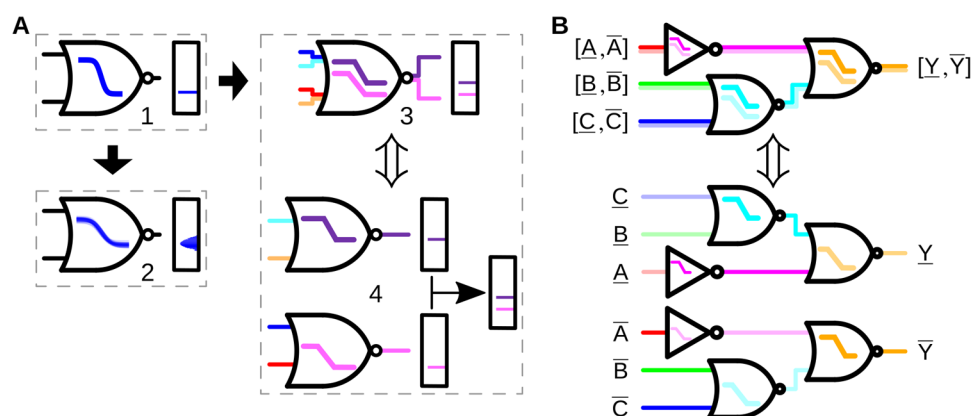 A
1
2
3
4
B
[A̲,A̅]
[B̲,B̅]
[C̲,C̅]
[Y̲,Y̅]
C̲
B̲
A̲
Y̲
A̅
B̅
C̅
Y̅